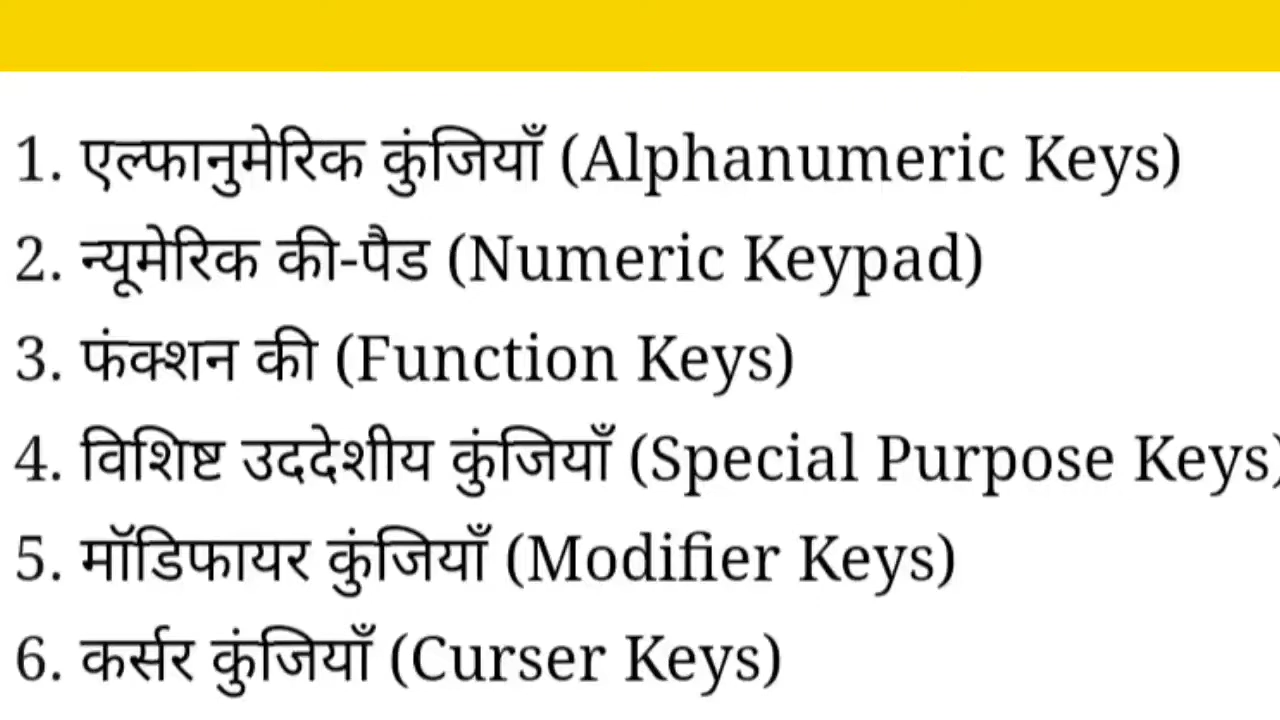 1. एल्फानुमेरिक कुंजियाँ (Alphanumeric Keys)
2. न्यूमेरिक की-पैड (Numeric Keypad)
3. फंक्शन की (Function Keys)
4. विशिष्ट उददेशीय कुंजियाँ (Special Purpose Keys)
5. मॉडिफायर कुंजियाँ (Modifier Keys)
6. कर्सर कुंजियाँ (Curser Keys)